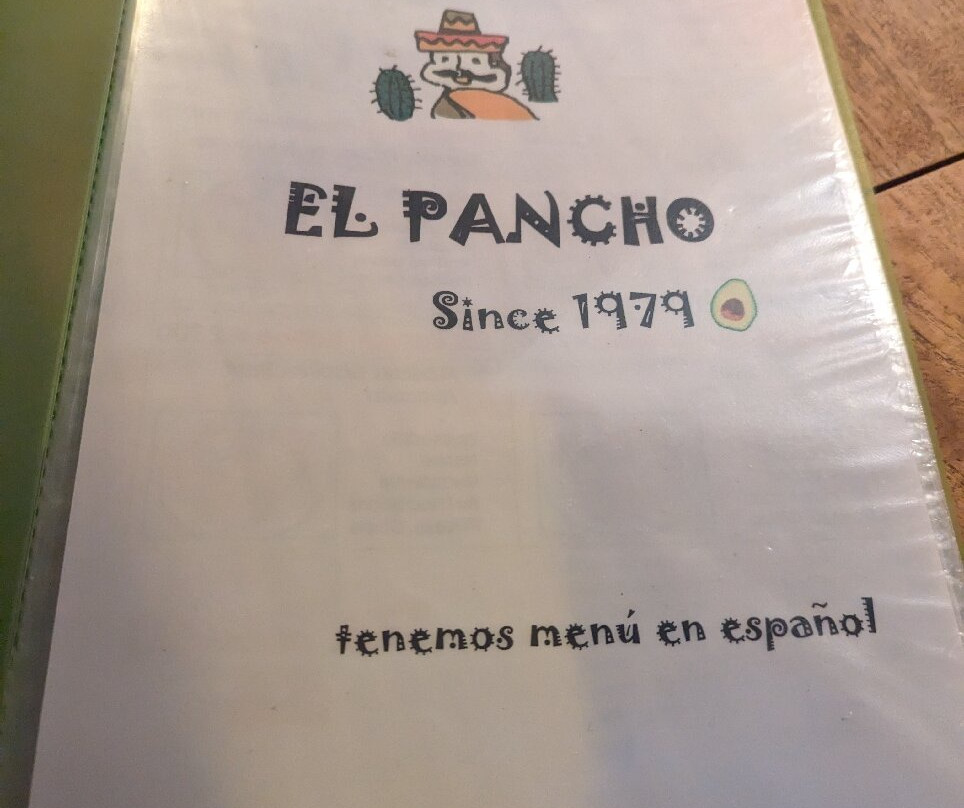 EL PANCHO
Since 1979
tenemos menú en español